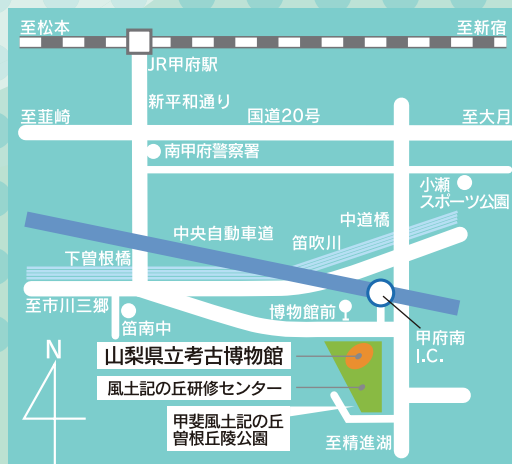 至松本
至新宿
JR甲府駅
新平和通り
至韮崎
国道20号
至大月
南甲府警察署
小瀬
スポーツ公園
中央自動車道
中道橋
笛吹川
下曽根橋
至市川三郷
笛南中
博物館前
甲府南
I.C.
N
山梨県立考古博物館
風土記の丘研修センター
甲斐風土記の丘
曽根丘陵公園
至精進湖